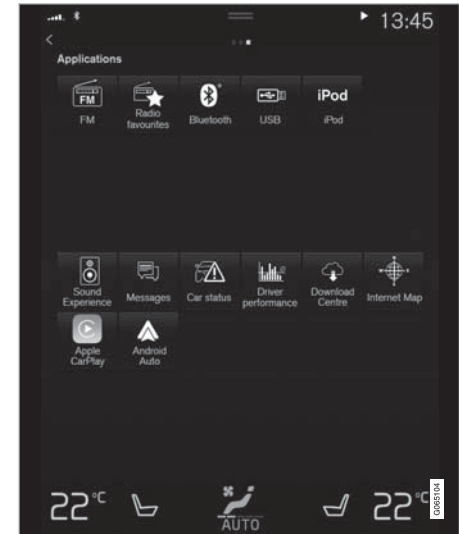 13:45
Applications
FM
iPod
FM
Radio
favourites
Bluetooth
USB
iPod
Sound
Experience
Messages
Car status
Driver
performance
Download
Centre
Internet Map
Apple
CarPlay
Android
Auto
22°C
AUTO
22°C
G065104